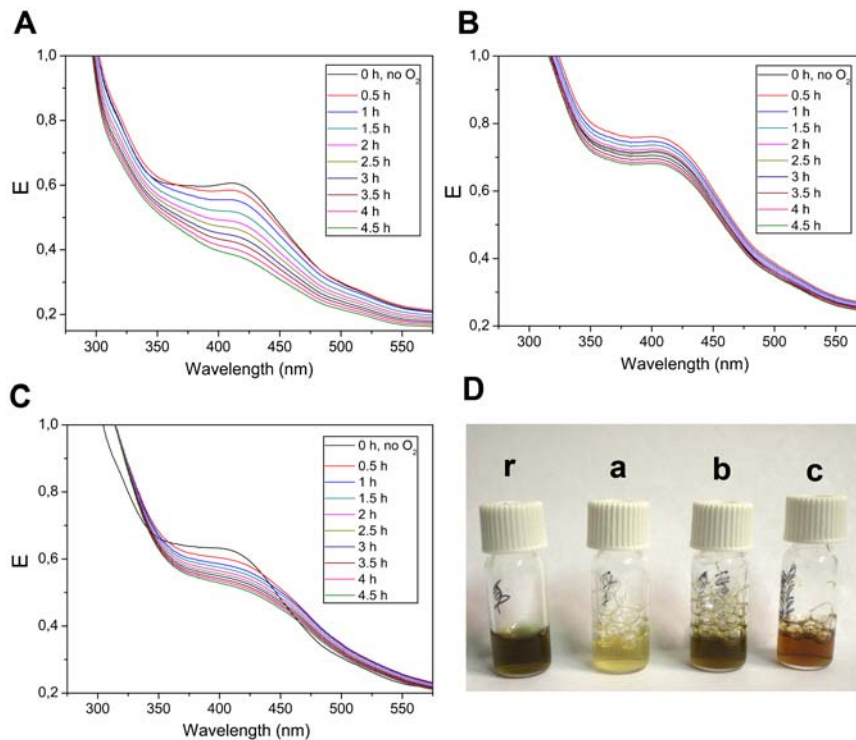 A
1,0
0,8
0,6
0,4
0,2
E
300 350 400 450 500 550
Wavelength (nm)
0 h, no O2
0.5 h
1 h
1.5 h
2 h
2.5 h
3 h
3.5 h
4 h
4.5 h
B
1,0
0,8
0,6
0,4
0,2
E
300 350 400 450 500 550
Wavelength (nm)
0 h, no O2
0.5 h
1 h
1.5 h
2 h
2.5 h
3 h
3.5 h
4 h
4.5 h
C
1,0
0,8
0,6
0,4
0,2
E
300 350 400 450 500 550
Wavelength (nm)
0 h, no O2
0.5 h
1 h
1.5 h
2 h
2.5 h
3 h
3.5 h
4 h
4.5 h
D
r a b c